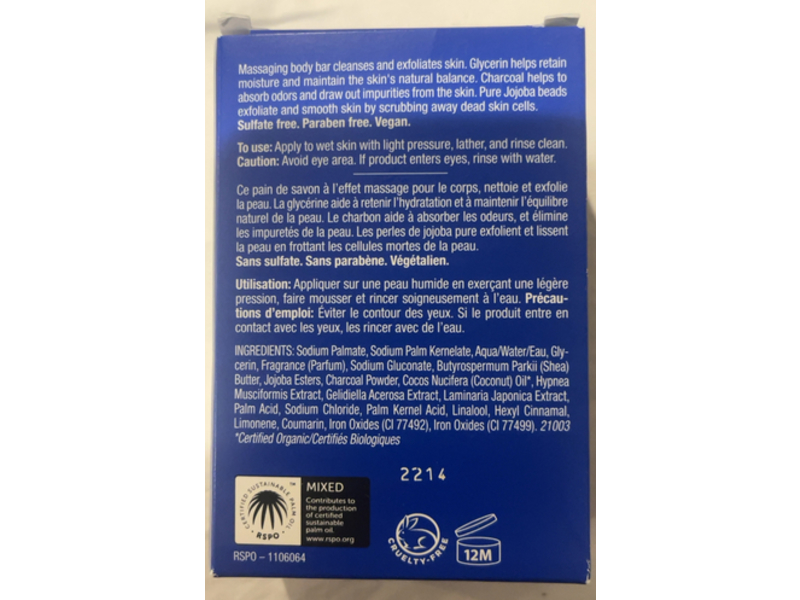 Massaging body bar cleanses and exfoliates skin. Glycerin helps retain
moisture and maintain the skin's natural balance. Charcoal helps to
absorb odors and draw out impurities from the skin. Pure Jojoba beads
exfoliate and smooth skin by scrubbing away dead skin cells.
Sulfate free. Paraben free. Vegan.
To use: Apply to wet skin with light pressure, lather, and rinse clean.
Caution: Avoid eye area. If product enters eyes, rinse with water.
Ce pain de savon à l'effet massage pour le corps, nettoie et exfolie
la peau. La glycérine aide à retenir l'hydratation et à maintenir l'équilibre
naturel de la peau. Le charbon aide à absorber les odeurs, et élimine
les impuretés de la peau. Les perles de jojoba pure exfolient et lissent
la peau en frottant les cellules mortes de la peau.
Sans sulfate. Sans parabène. Végétalien.
Utilisation: Appliquer sur une peau humide en exerçant une légère
pression, faire mousser et rincer soigneusement à l'eau. Précau-
tions d'emploi: Éviter le contour des yeux. Si le produit entre en
contact avec les yeux, les rincer avec de l'eau.
INGREDIENTS: Sodium Palmate, Sodium Palm Kernelate, Aqua/Water/Eau, Gly-
cerin, Fragrance (Parfum), Sodium Gluconate, Butyrospermum Parkii (Shea)
Butter, Jojoba Esters, Charcoal Powder, Cocos Nucifera (Coconut) Oil*, Hypnea
Musciformis Extract, Gelidiella Acerosa Extract, Laminaria Japonica Extract,
Palm Acid, Sodium Chloride, Palm Kernel Acid, Linalool, Hexyl Cinnamal,
Limonene, Coumarin, Iron Oxides (CI 77492), Iron Oxides (CI 77499). 21003
*Certified Organic/Certifiés Biologiques
2214
CERTIFIED SUSTAINABLE PALM OIL
RSPO
MIXED
Contributes to
the production
of certified
sustainable
palm oil.
www.rspo.org
RSPO – 1106064
CRUELTY-FREE
12M